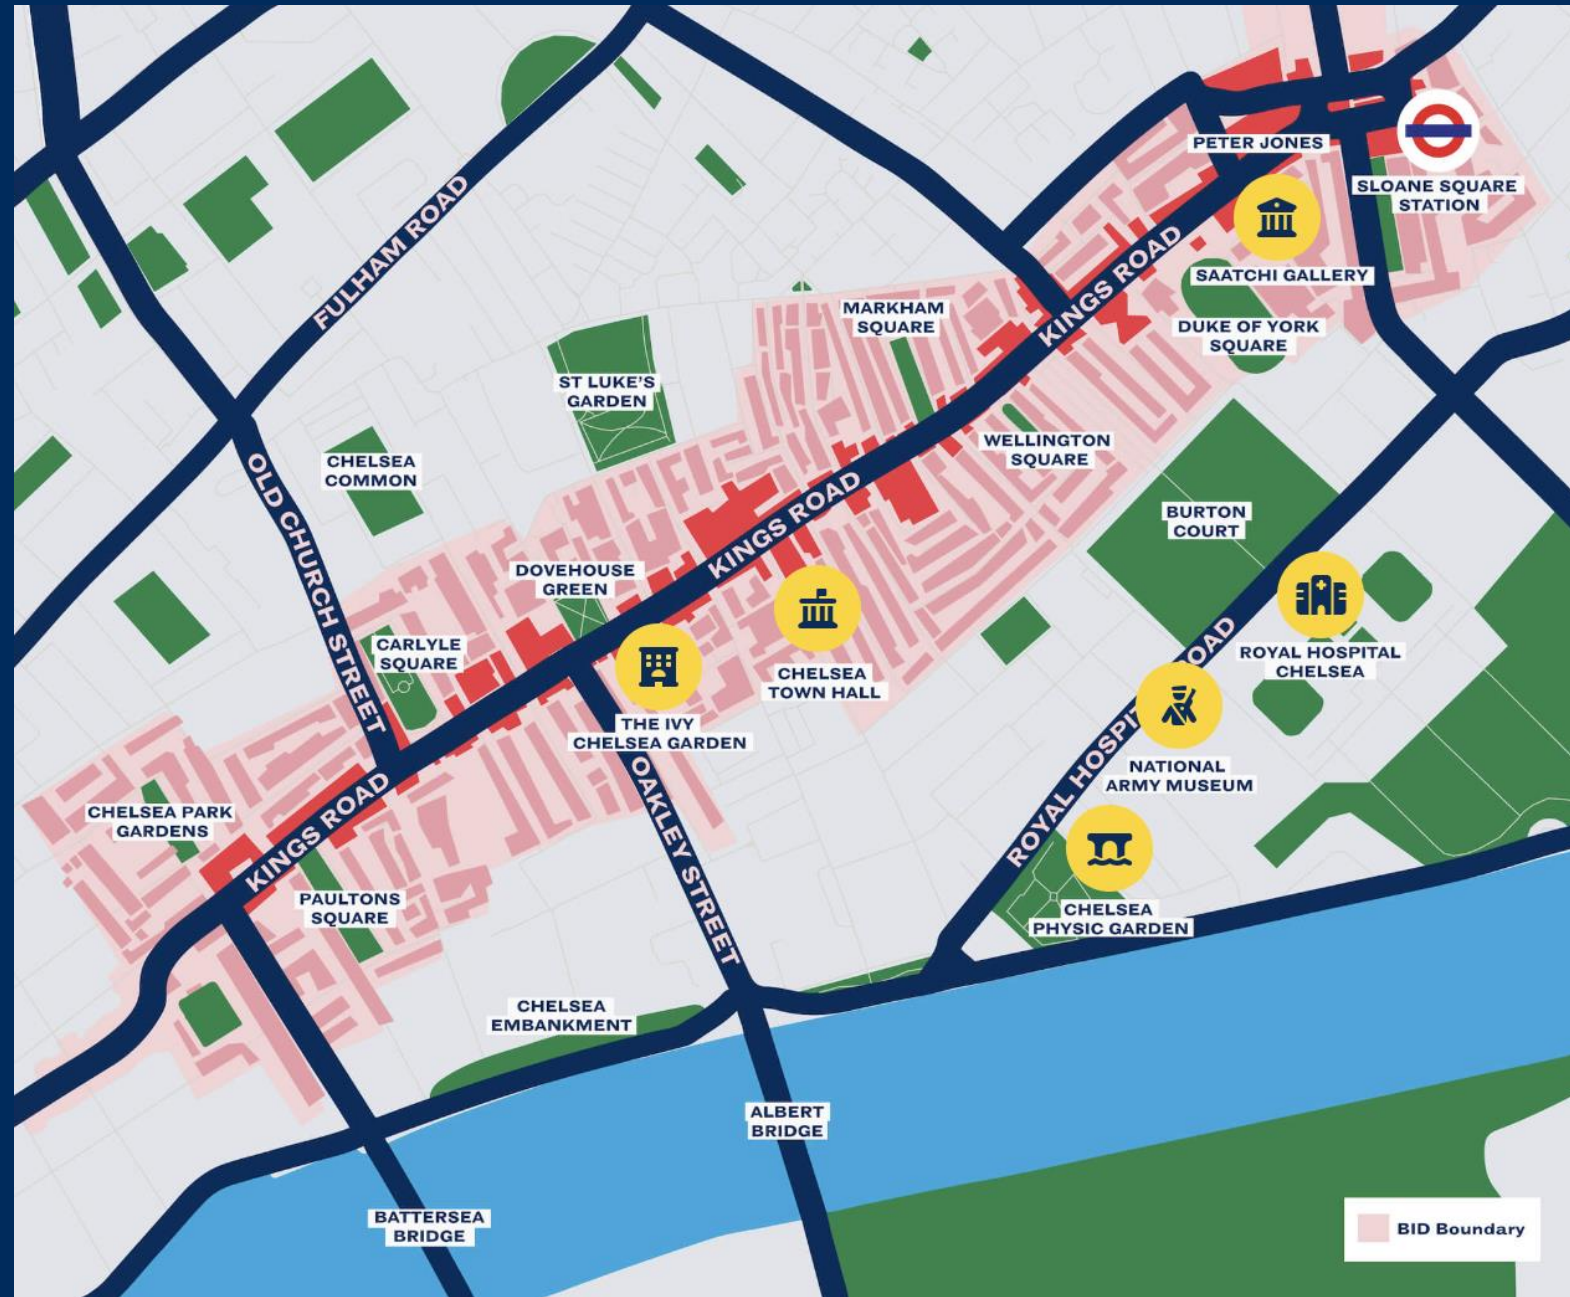 PETER JONES
SLOANE SQUARE
STATION
FULHAM ROAD
KINGS ROAD
SAATCHI GALLERY
MARKHAM
SQUARE
DUKE OF YORK
SQUARE
ST LUKE'S
GARDEN
WELLINGTON
SQUARE
CHELSEA
COMMON
OLD CHURCH STREET
KINGS ROAD
BURTON
COURT
DOVEHOUSE
GREEN
CARLYLE
SQUARE
CHELSEA
TOWN HALL
ROYAL HOSPITAL
CHELSEA
THE IVY
CHELSEA GARDEN
ROYAL HOSPI OAD
NATIONAL
ARMY MUSEUM
CHELSEA PARK
GARDENS
KINGS ROAD
OAKLEY STREET
PAULTONS
SQUARE
CHELSEA
PHYSIC GARDEN
CHELSEA
EMBANKMENT
ALBERT
BRIDGE
BATTERSEA
BRIDGE
BID Boundary